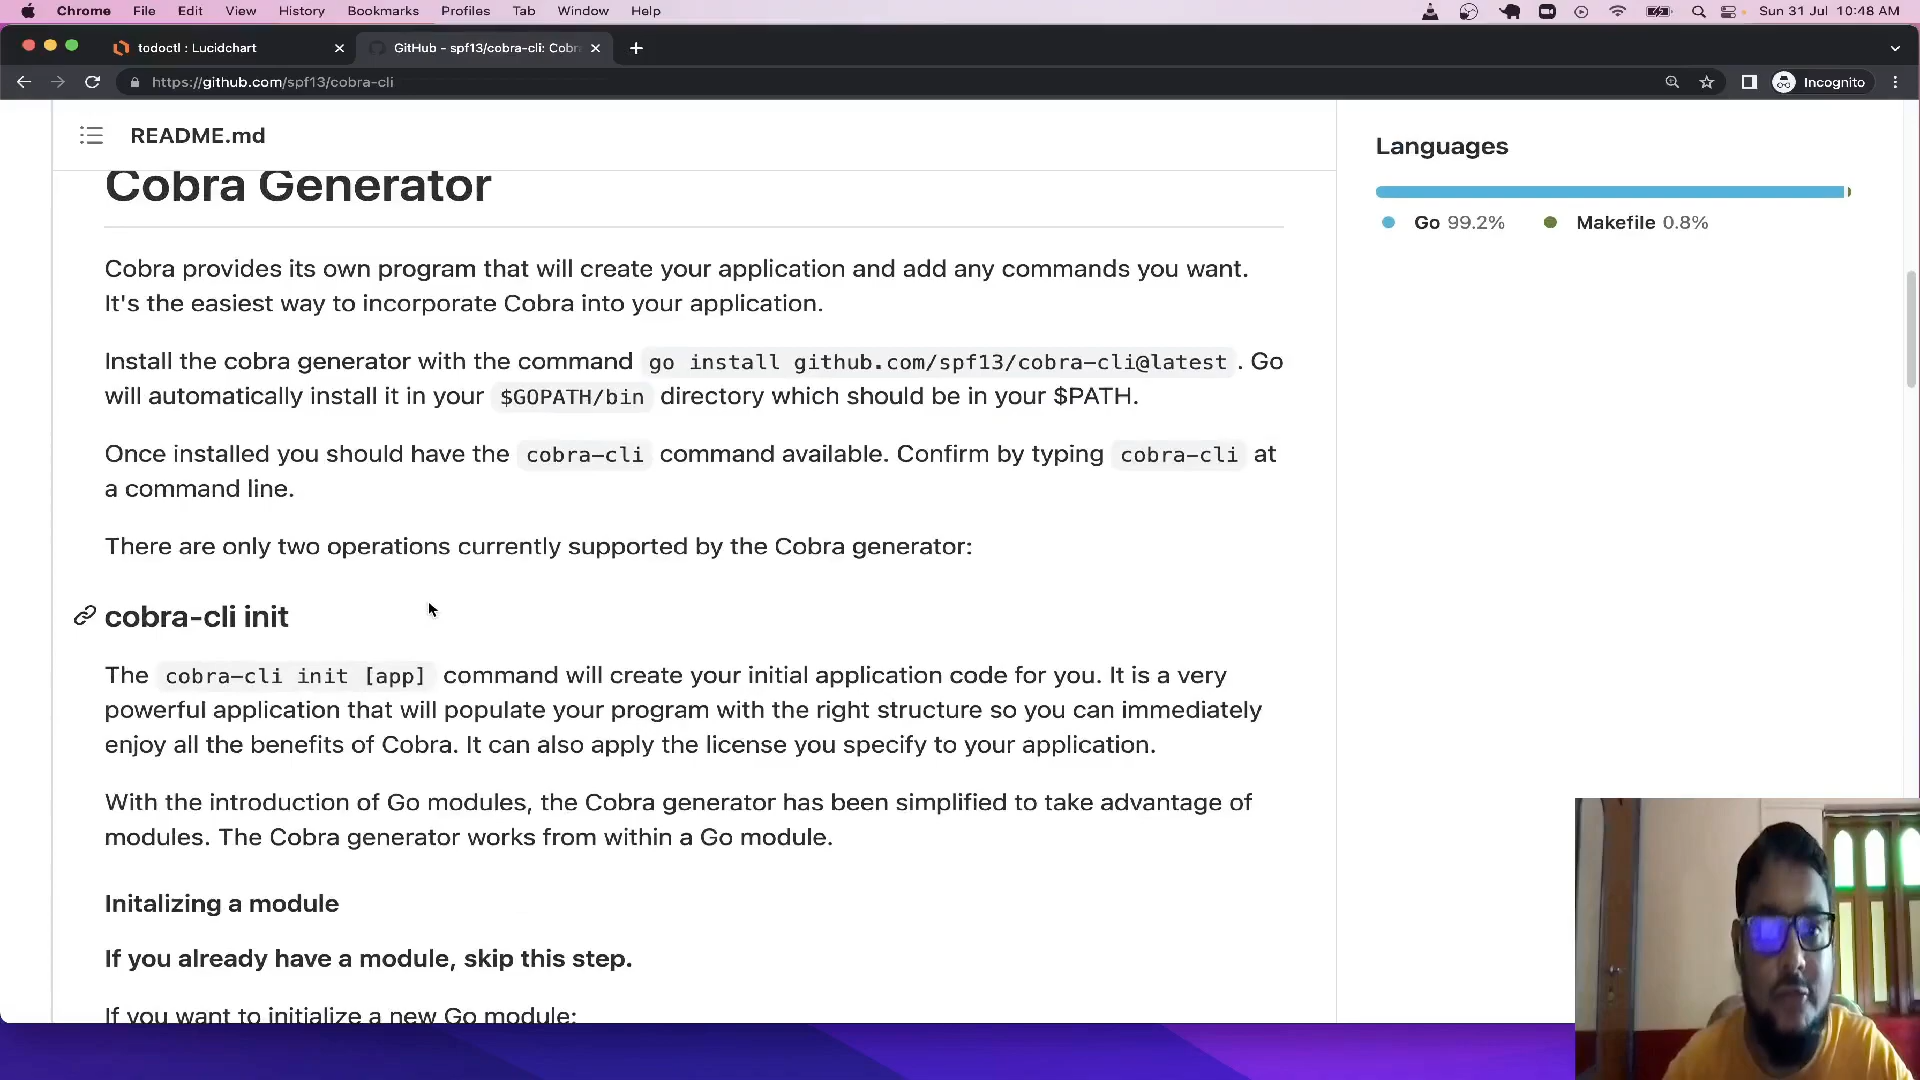 Chrome File Edit View History Bookmarks Profiles Tab Window Help Sun 31 Jul 10:48 AM
todoctl : Lucidchart GitHub - spf13/cobra-cli: Cobr
https://github.com/spf13/cobra-cli Incognito
README.md
Languages
Go 99.2% Makefile 0.8%
Cobra Generator
Cobra provides its own program that will create your application and add any commands you want.
It's the easiest way to incorporate Cobra into your application.
Install the cobra generator with the command go install github.com/spf13/cobra-cli@latest . Go
will automatically install it in your $GOPATH/bin directory which should be in your $PATH.
Once installed you should have the cobra-cli command available. Confirm by typing cobra-cli at
a command line.
There are only two operations currently supported by the Cobra generator:
cobra-cli init
The cobra-cli init [app] command will create your initial application code for you. It is a very
powerful application that will populate your program with the right structure so you can immediately
enjoy all the benefits of Cobra. It can also apply the license you specify to your application.
With the introduction of Go modules, the Cobra generator has been simplified to take advantage of
modules. The Cobra generator works from within a Go module.
Initalizing a module
If you already have a module, skip this step.
If you want to initialize a new Go module: